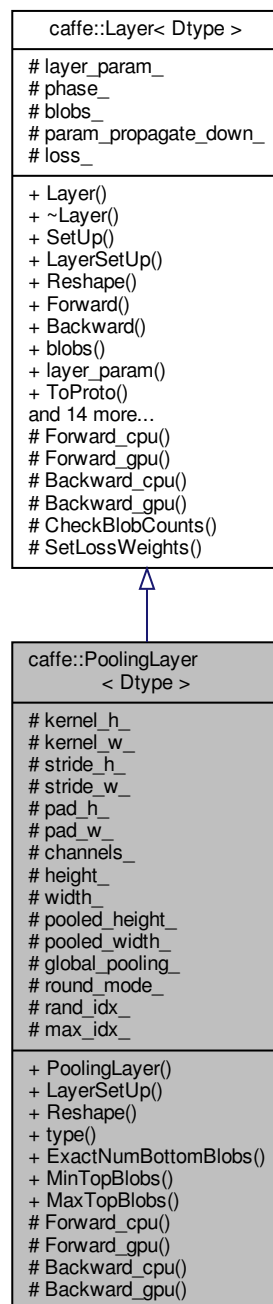 caffe::Layer< Dtype >
# layer_param_
# phase_
# blobs_
# param_propagate_down_
# loss_
+ Layer()
+ ~Layer()
+ SetUp()
+ LayerSetUp()
+ Reshape()
+ Forward()
+ Backward()
+ blobs()
+ layer_param()
+ ToProto()
and 14 more...
# Forward_cpu()
# Forward_gpu()
# Backward_cpu()
# Backward_gpu()
# CheckBlobCounts()
# SetLossWeights()
caffe::PoolingLayer
< Dtype >
# kernel_h_
# kernel_w_
# stride_h_
# stride_w_
# pad_h_
# pad_w_
# channels_
# height_
# width_
# pooled_height_
# pooled_width_
# global_pooling_
# round_mode_
# rand_idx_
# max_idx_
+ PoolingLayer()
+ LayerSetUp()
+ Reshape()
+ type()
+ ExactNumBottomBlobs()
+ MinTopBlobs()
+ MaxTopBlobs()
# Forward_cpu()
# Forward_gpu()
# Backward_cpu()
# Backward_gpu()